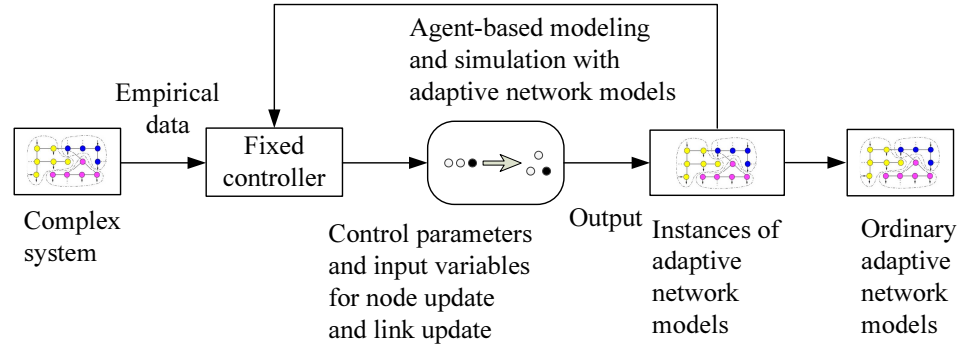 Agent-based modeling
and simulation with
adaptive network models
Empirical
data
Fixed
controller
Complex
system
Control parameters
and input variables
for node update
and link update
Output
Instances of
adaptive
network
models
Ordinary
adaptive
network
models